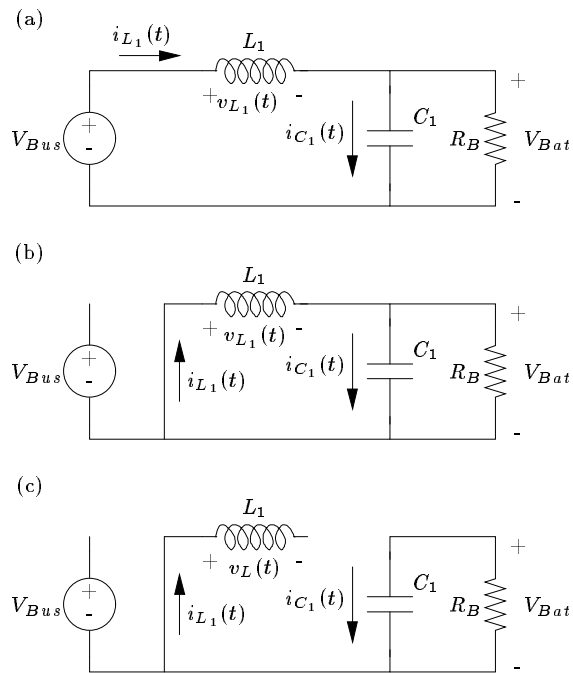 (a)
i_{L_1}(t)
L_1
+ v_{L_1}(t) -
V_{Bus}
+
-
i_{C_1}(t)
C_1
R_B
+
V_{Bat}
-
(b)
L_1
+ v_{L_1}(t) -
V_{Bus}
+
-
i_{L_1}(t)
i_{C_1}(t)
C_1
R_B
+
V_{Bat}
-
(c)
L_1
+ v_L(t) -
V_{Bus}
+
-
i_{L_1}(t)
i_{C_1}(t)
C_1
R_B
+
V_{Bat}
-